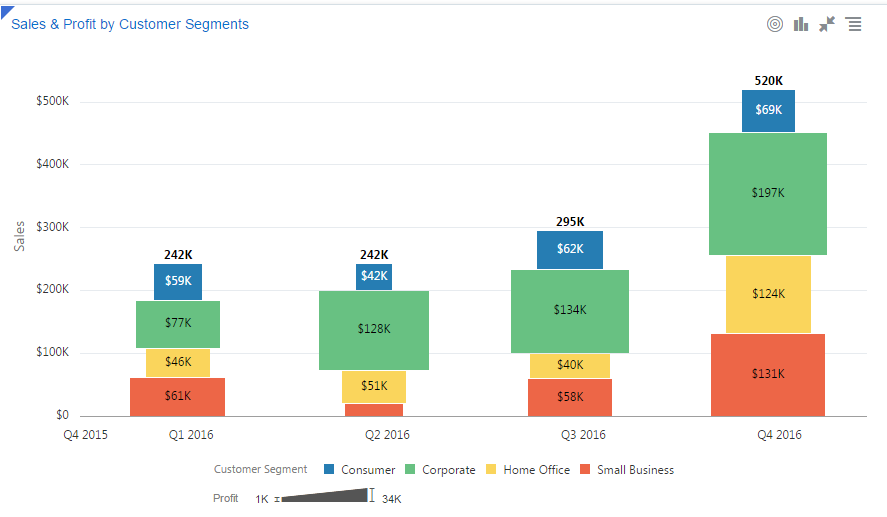 Sales & Profit by Customer Segments
Sales
$500K
$400K
$300K
$200K
$100K
$0
242K
$59K
$77K
$46K
$61K
242K
$42K
$128K
$51K
295K
$62K
$134K
$40K
$58K
520K
$69K
$197K
$124K
$131K
Q4 2015 Q1 2016 Q2 2016 Q3 2016 Q4 2016
Customer Segment Consumer Corporate Home Office Small Business
Profit 1K 34K